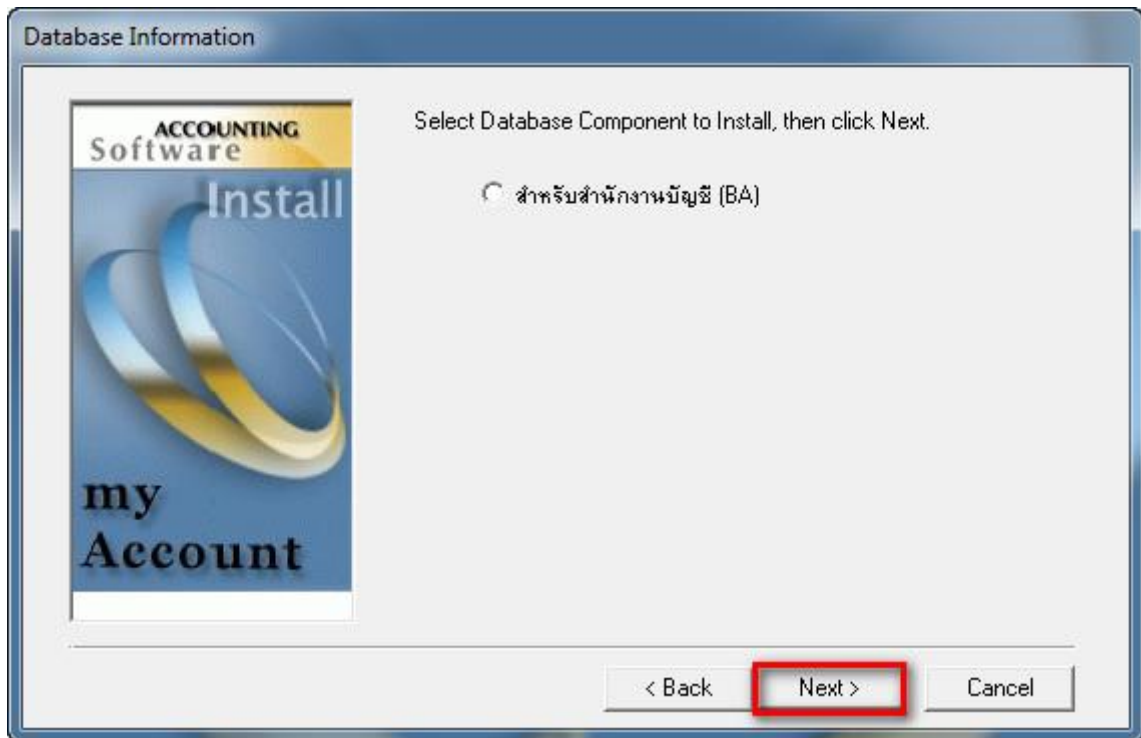 Database Information
ACCOUNTING
Software
Install
my
Account
Select Database Component to Install, then click Next.
สำหรับสำนักงานบัญชี (BA)
< Back
Next >
Cancel